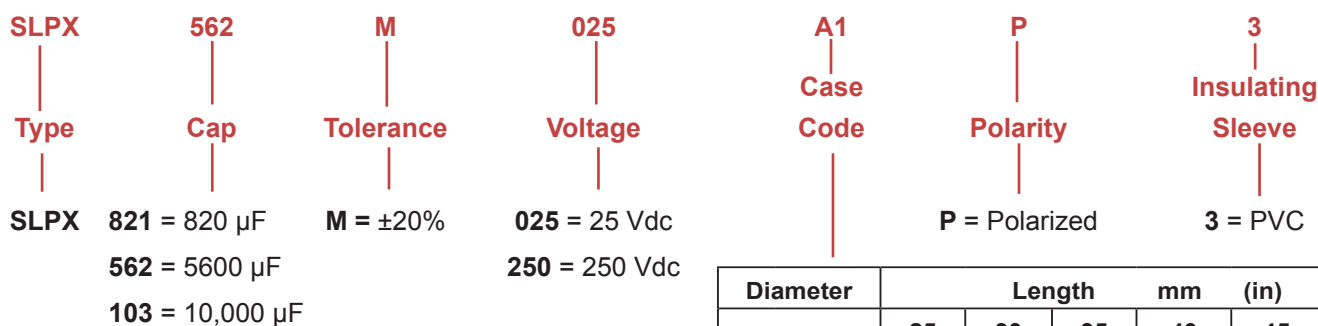 SLPX 562 M 025 A1 P 3
Case Insulating
Type Cap Tolerance Voltage Code Polarity Sleeve
SLPX 821 = 820 µF M = ±20% 025 = 25 Vdc P = Polarized 3 = PVC
562 = 5600 µF 250 = 250 Vdc
Diameter Length mm (in)
103 = 10,000 µF